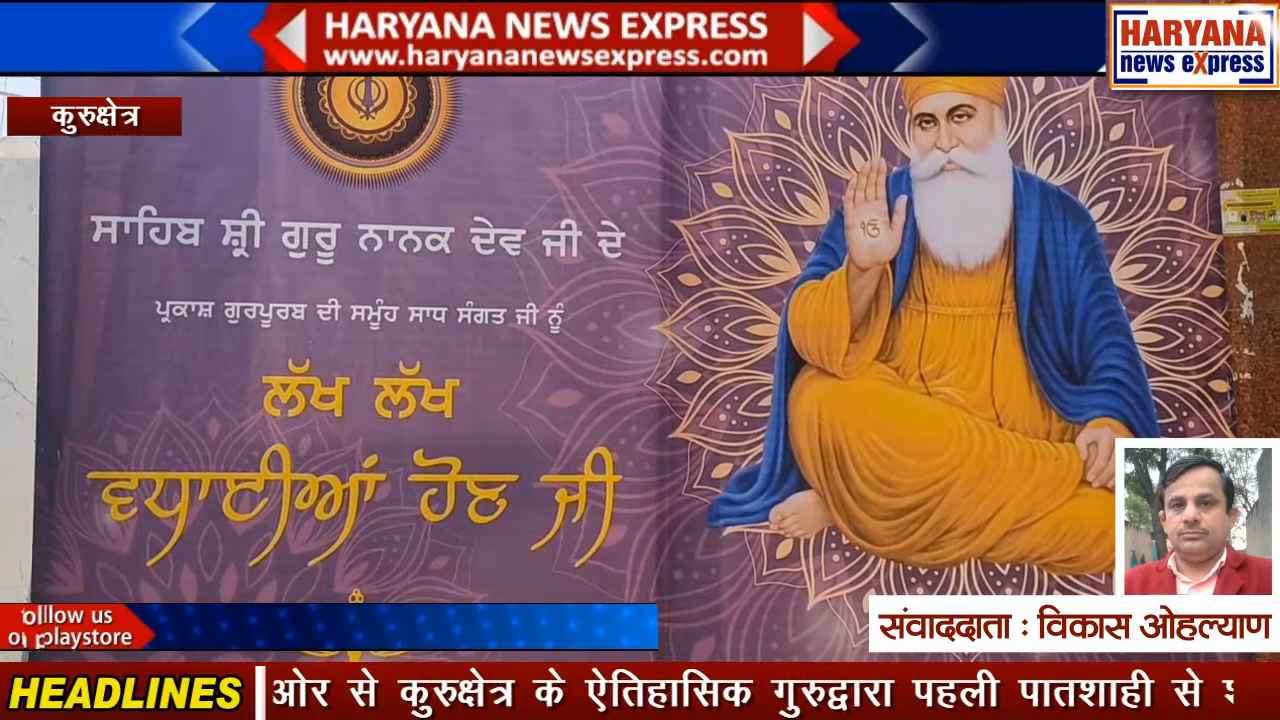 HARYANA NEWS EXPRESS
www.haryananewsexpress.com
HARYANA
news eXpress
कुरुक्षेत्र
ਸਾਹਿਬ ਸ਼੍ਰੀ ਗੁਰੂ ਨਾਨਕ ਦੇਵ ਜੀ ਦੇ
ੴ
ਪ੍ਰਕਾਸ਼ ਗੁਰਪੂਰਬ ਦੀ ਸਮੂੰਹ ਸਾਧ ਸੰਗਤ ਜੀ ਨੂੰ
ਲੱਖ ਲੱਖ
ਵਧਾਈਆਂ ਹੋਣ ਜੀ
us
playstore
संवाददाता : विकास ओहल्याण
HEADLINES
ओर से कुरुक्षेत्र के ऐतिहासिक गुरुद्वारा पहली पातशाही से